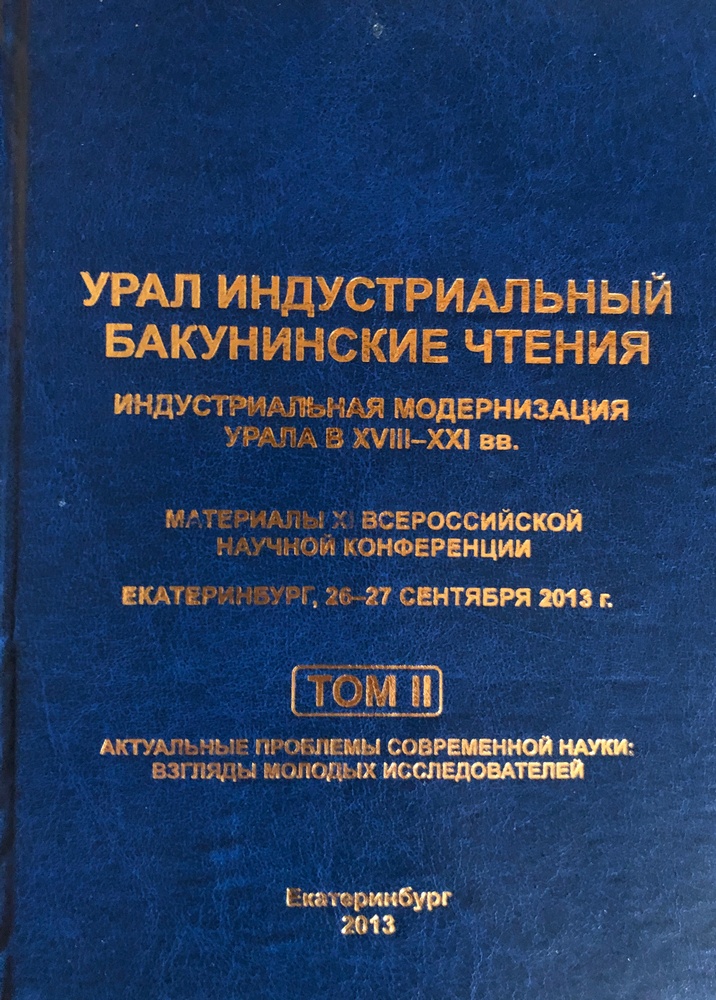 УРАЛ ИНДУСТРИАЛЬНЫЙ
БАКУНИНСКИЕ ЧТЕНИЯ
ИНДУСТРИАЛЬНАЯ МОДЕРНИЗАЦИЯ
УРАЛА В XVIII–XXI вв.
МАТЕРИАЛЫ XI ВСЕРОССИЙСКОЙ
НАУЧНОЙ КОНФЕРЕНЦИИ
ЕКАТЕРИНБУРГ, 26–27 СЕНТЯБРЯ 2013 г.
ТОМ II
АКТУАЛЬНЫЕ ПРОБЛЕМЫ СОВРЕМЕННОЙ НАУКИ:
ВЗГЛЯДЫ МОЛОДЫХ ИССЛЕДОВАТЕЛЕЙ
Екатеринбург
2013